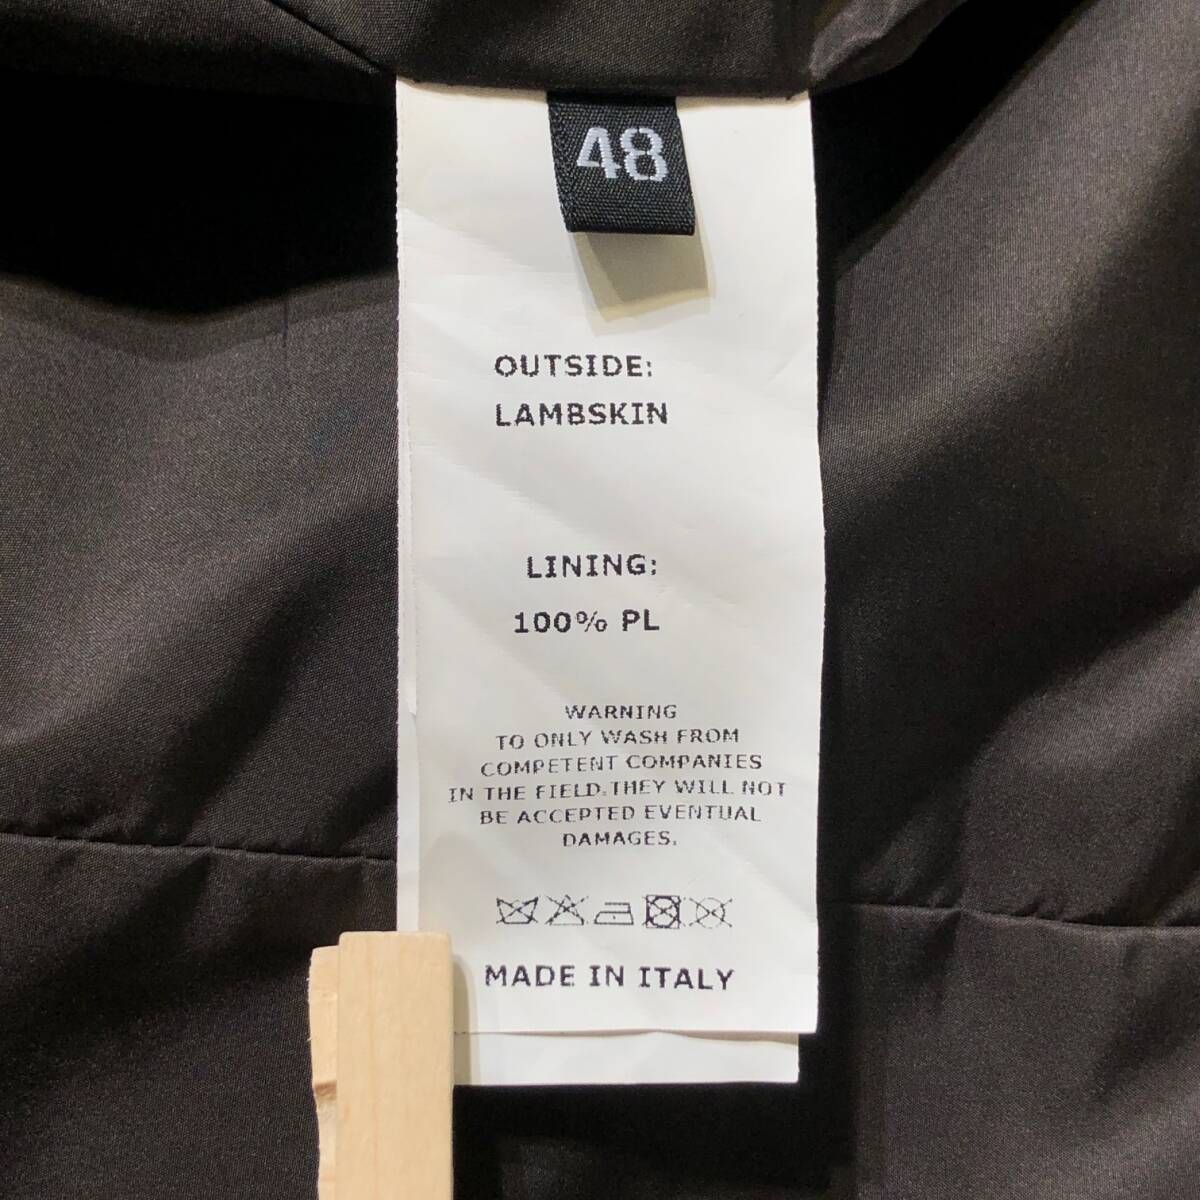 48
OUTSIDE:
LAMBSKIN
LINING:
100% PL
WARNING
TO ONLY WASH FROM
COMPETENT COMPANIES
IN THE FIELD.THEY WILL NOT
BE ACCEPTED EVENTUAL
DAMAGES.
MADE IN ITALY